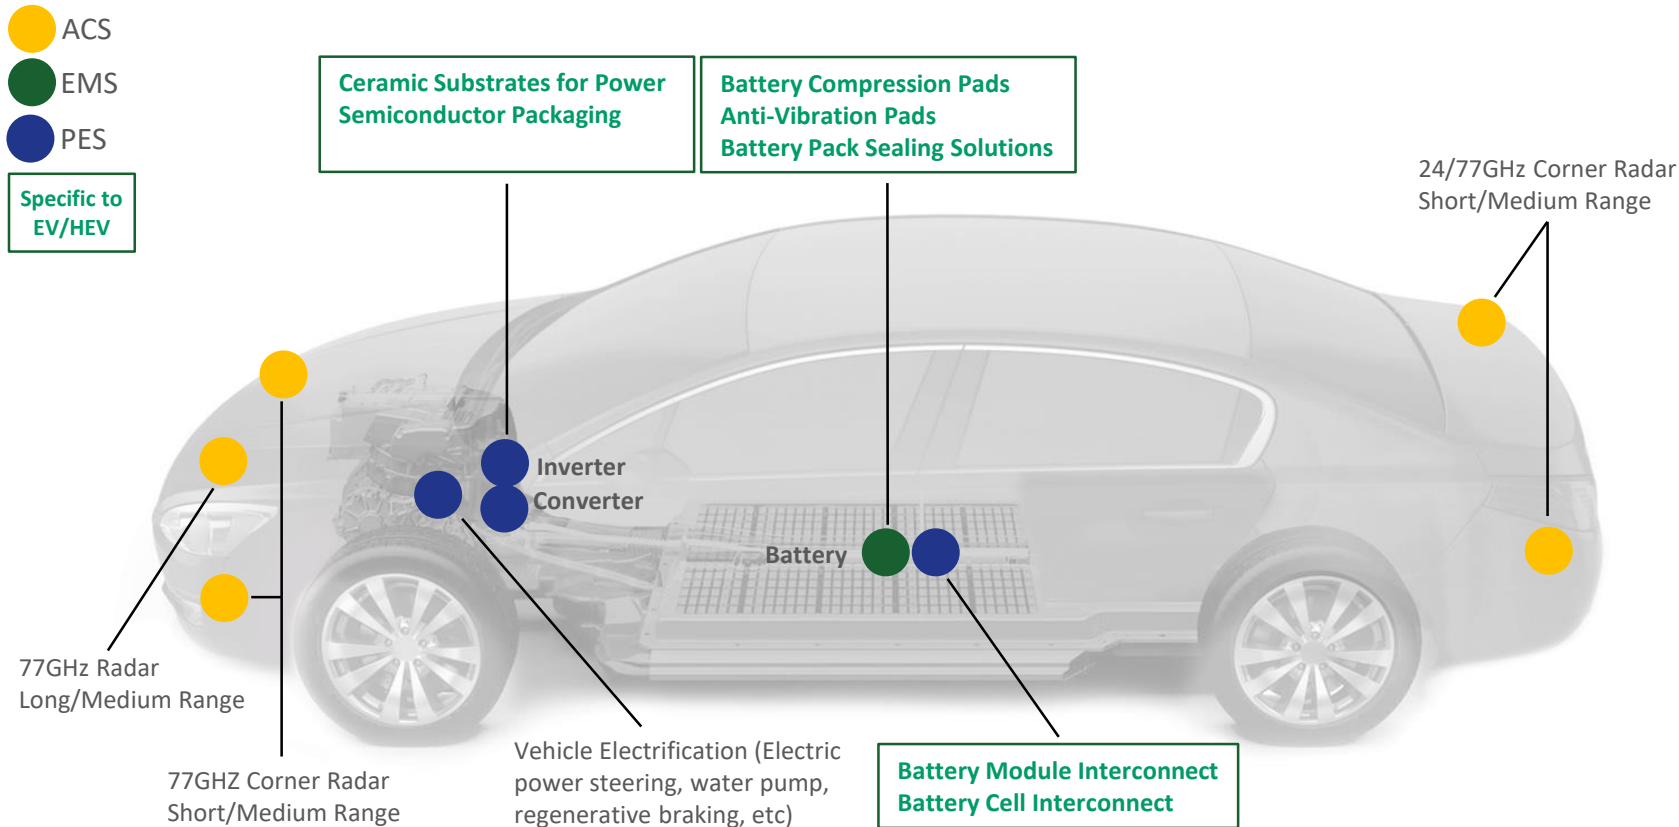 ACS
EMS
PES
Specific to
EV/HEV
Ceramic Substrates for Power
Semiconductor Packaging
Battery Compression Pads
Anti-Vibration Pads
Battery Pack Sealing Solutions
24/77GHz Corner Radar
Short/Medium Range
Inverter
Converter
Battery
77GHz Radar
Long/Medium Range
77GHZ Corner Radar
Short/Medium Range
Vehicle Electrification (Electric
power steering, water pump,
regenerative braking, etc)
Battery Module Interconnect
Battery Cell Interconnect